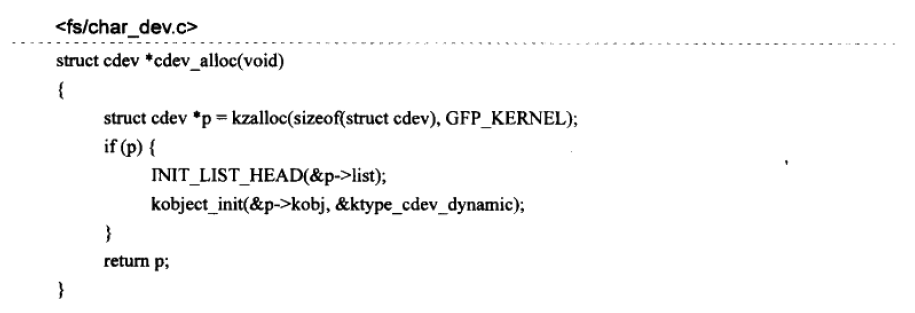 <fs/char_dev.c>
struct cdev *cdev_alloc(void)
{
struct cdev *p = kzalloc(sizeof(struct cdev), GFP_KERNEL);
if (p) {
INIT_LIST_HEAD(&p->list);
kobject_init(&p->kobj, &ktype_cdev_dynamic);
}
return p;
}